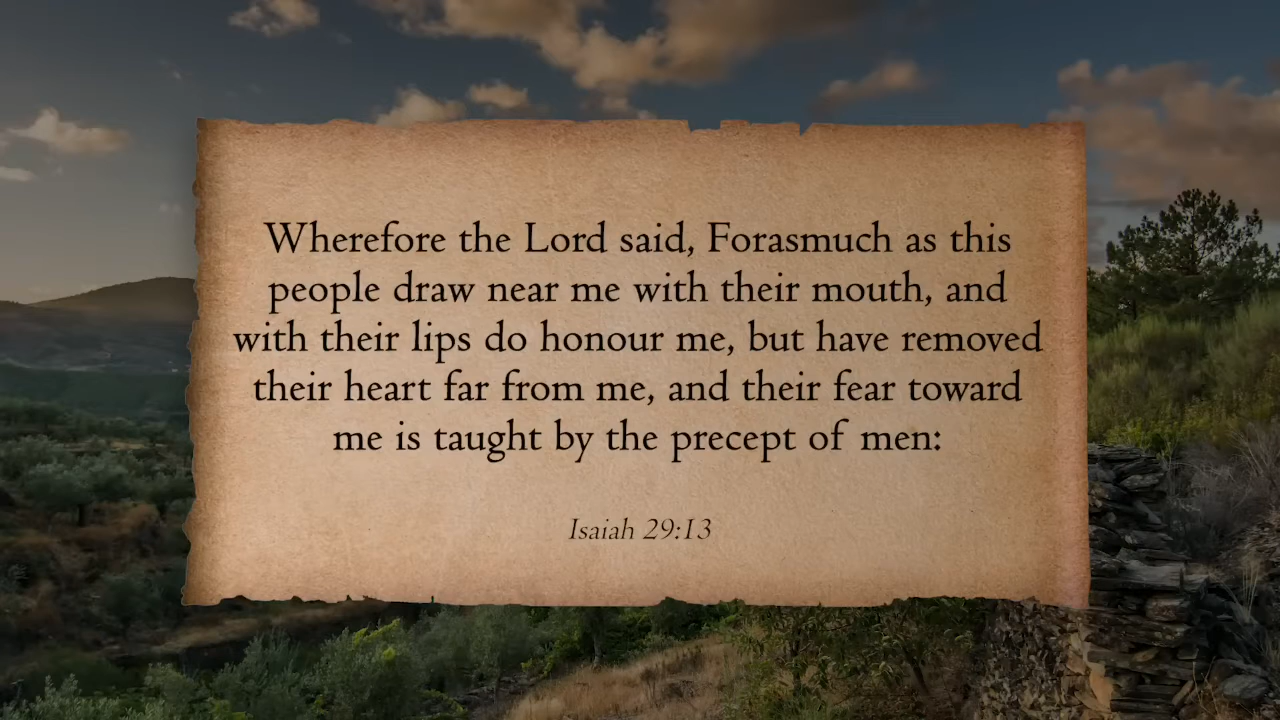 Wherefore the Lord said, Forasmuch as this
people draw near me with their mouth, and
with their lips do honour me, but have removed
their heart far from me, and their fear toward
me is taught by the precept of men:
Isaiah 29:13